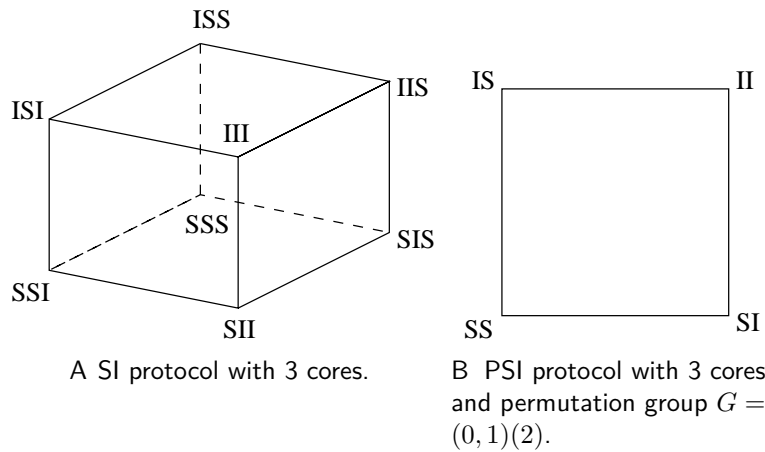 ISS
IS II
IIS
ISI
III
SSS
SIS
SSI
SII
SS SI
A SI protocol with 3 cores.
B PSI protocol with 3 cores
and permutation group G =
(0, 1)(2).